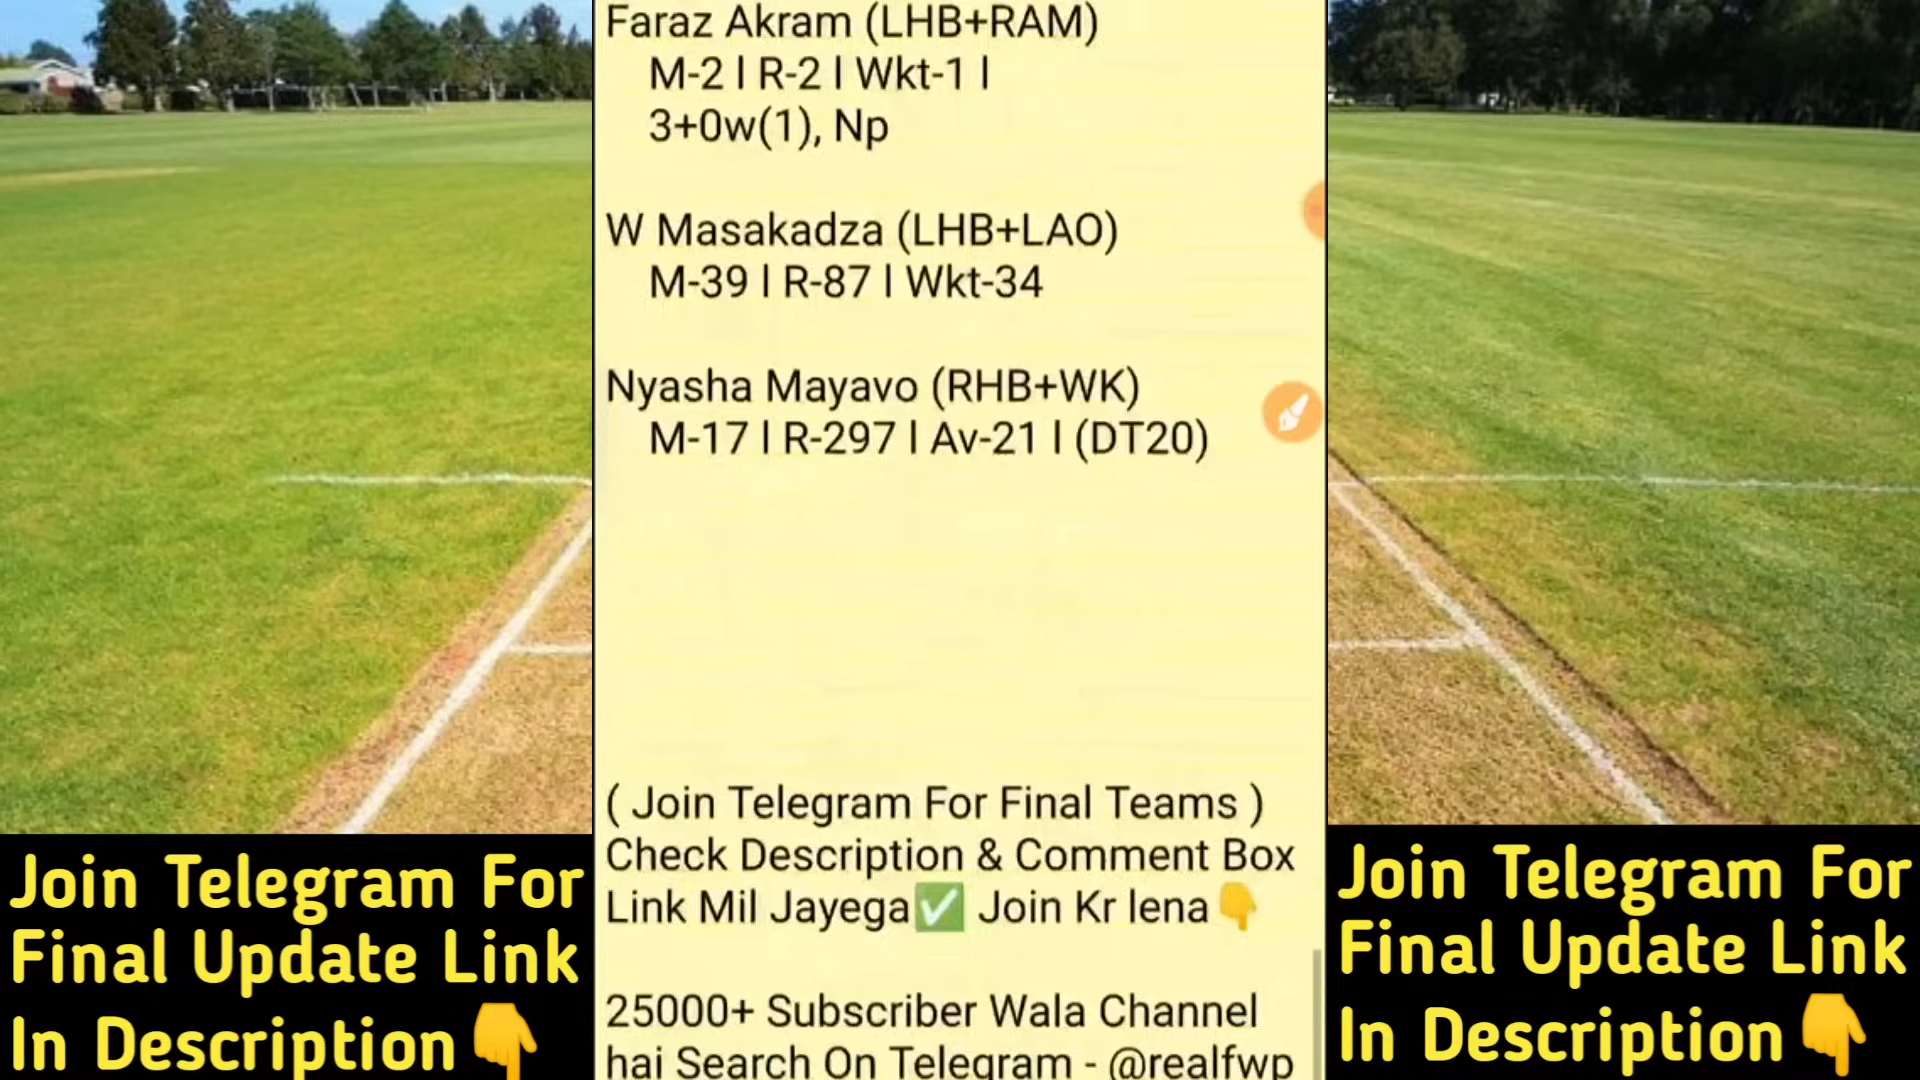 Faraz Akram (LHB+RAM)
M-2 l R-2 l Wkt-1 l
3+0w(1), Np
W Masakadza (LHB+LAO)
M-39 l R-87 l Wkt-34
Nyasha Mayavo (RHB+WK)
M-17 l R-297 l Av-21 l (DT20)
( Join Telegram For Final Teams )
Check Description & Comment Box
Link Mil Jayega✅ Join Kr lena👇
25000+ Subscriber Wala Channel
hai Search On Telegram - @realfwp
Join Telegram For
Final Update Link
In Description👇
Join Telegram For
Final Update Link
In Description👇